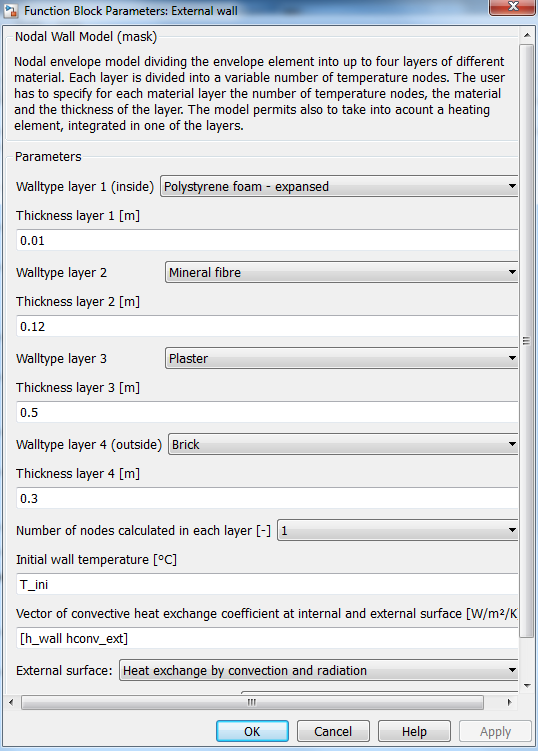 Function Block Parameters: External wall
Nodal Wall Model (mask)
Nodal envelope model dividing the envelope element into up to four layers of different
material. Each layer is divided into a variable number of temperature nodes. The user
has to specify for each material layer the number of temperature nodes, the material
and the thickness of the layer. The model permits also to take into acount a heating
element, integrated in one of the layers.
Parameters
Walltype layer 1 (inside) Polystyrene foam - expansed
Thickness layer 1 [m]
0.01
Walltype layer 2 Mineral fibre
Thickness layer 2 [m]
0.12
Walltype layer 3 Plaster
Thickness layer 3 [m]
0.5
Walltype layer 4 (outside) Brick
Thickness layer 4 [m]
0.3
Number of nodes calculated in each layer [-] 1
Initial wall temperature [ºC]
T_ini
Vector of convective heat exchange coefficient at internal and external surface [W/m²/K
[h_wall hconv_ext]
External surface: Heat exchange by convection and radiation
OK Cancel Help Apply